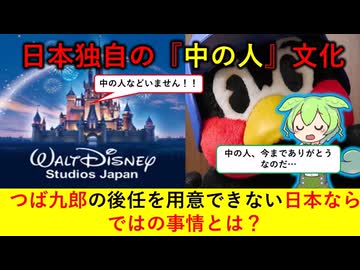 日本独自の『中の人』文化
中の人などいません！！
WALT DISNEY
Studios Japan
中の人、今までありがとう
なのだ…
つば九郎の後任を用意できない日本なら
ではの事情とは？